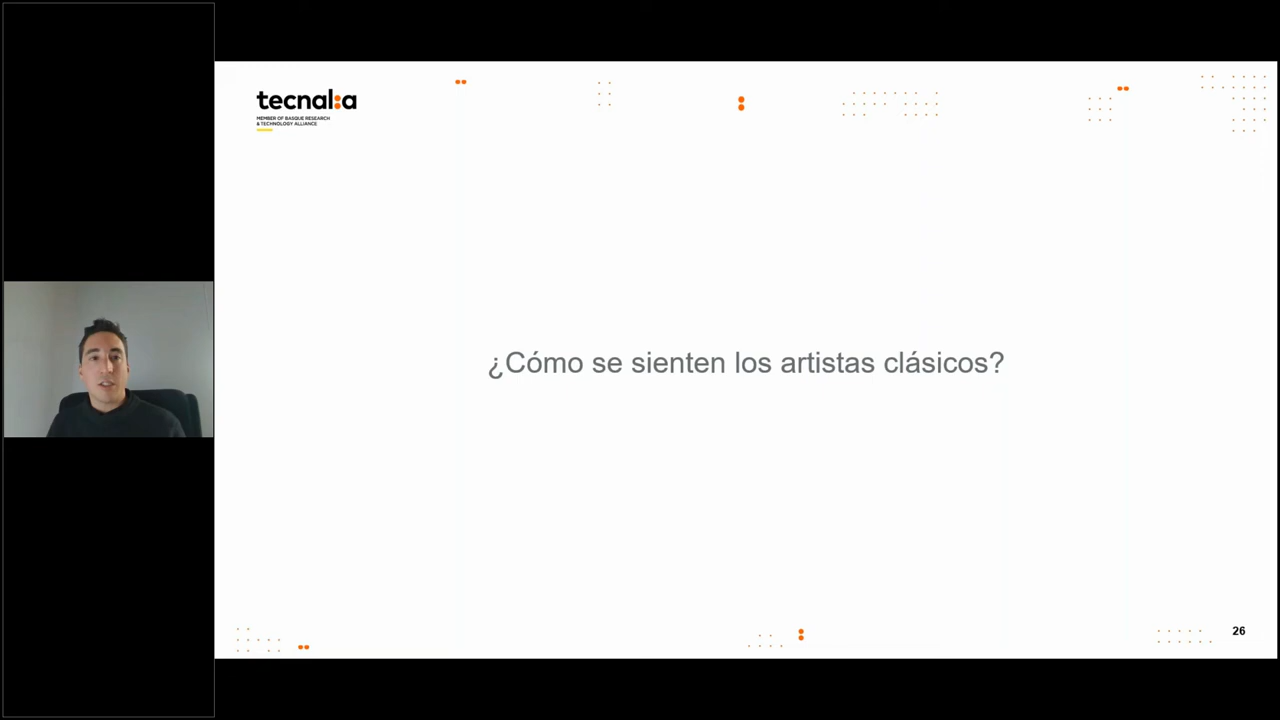 tecnal:a
MEMBER OF BASQUE RESEARCH
& TECHNOLOGY ALLIANCE
¿Cómo se sienten los artistas clásicos?
26